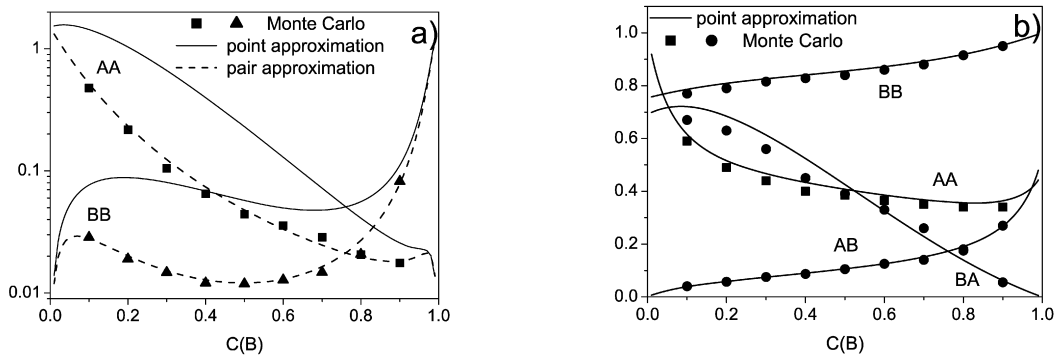 Monte Carlo
point approximation
pair approximation
a)
1
0.1
0.01
AA
BB
0.0 0.2 0.4 0.6 0.8 1.0
C(B)
point approximation
Monte Carlo
b)
1.0
0.8
0.6
0.4
0.2
0.0
BB
AA
AB
BA
0.0 0.2 0.4 0.6 0.8 1.0
C(B)